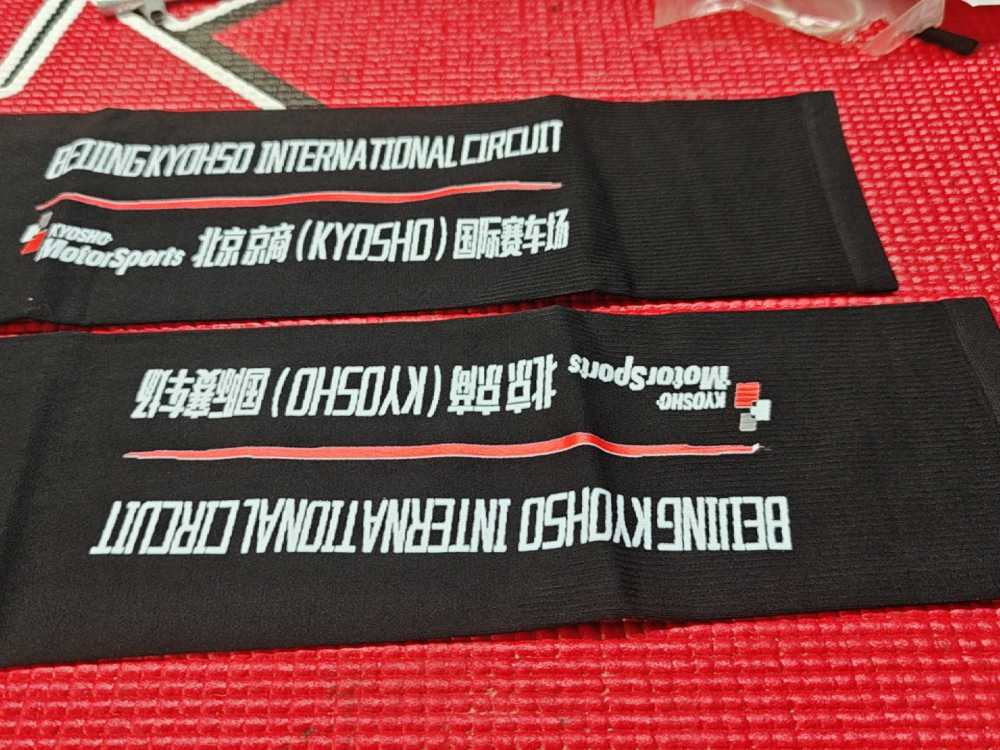 BEIJING KYOHSO INTERNATIONAL CIRCUIT
KYOSHO
MotorSports 北京京商(KYOSHO)国际赛车场
KYOSHO
MotorSports 北京京商(KYOSHO)国际赛车场
BEIJING KYOHSO INTERNATIONAL CIRCUIT